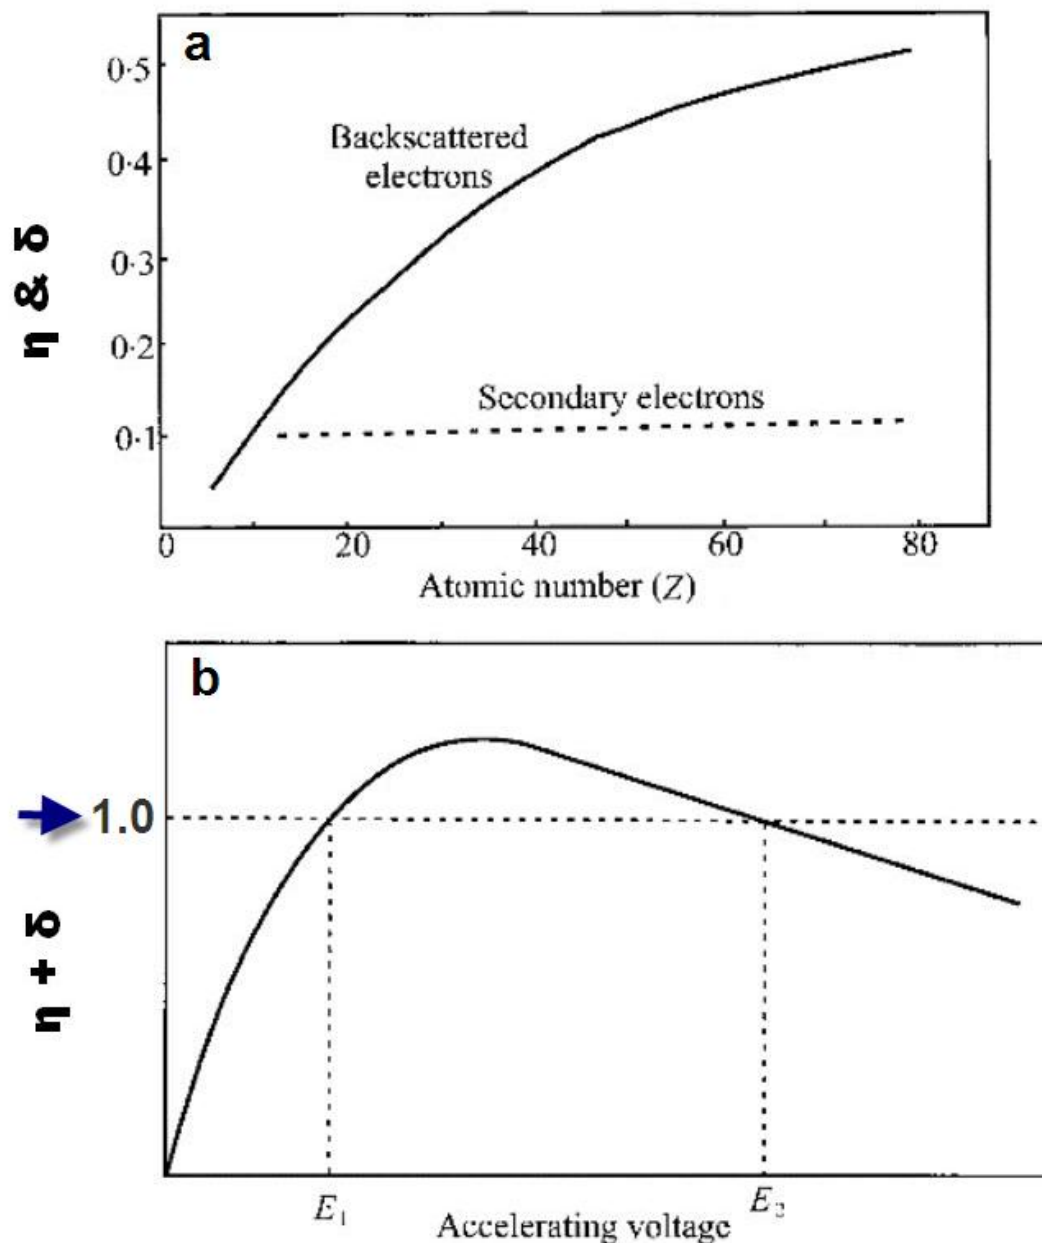 a
0·5
Backscattered
electrons
0·4
0·3
η & δ
0·2
Secondary electrons
0·1
0 20 40 60 80
Atomic number (Z)
b
1.0
η + δ
E₁ E₂
Accelerating voltage